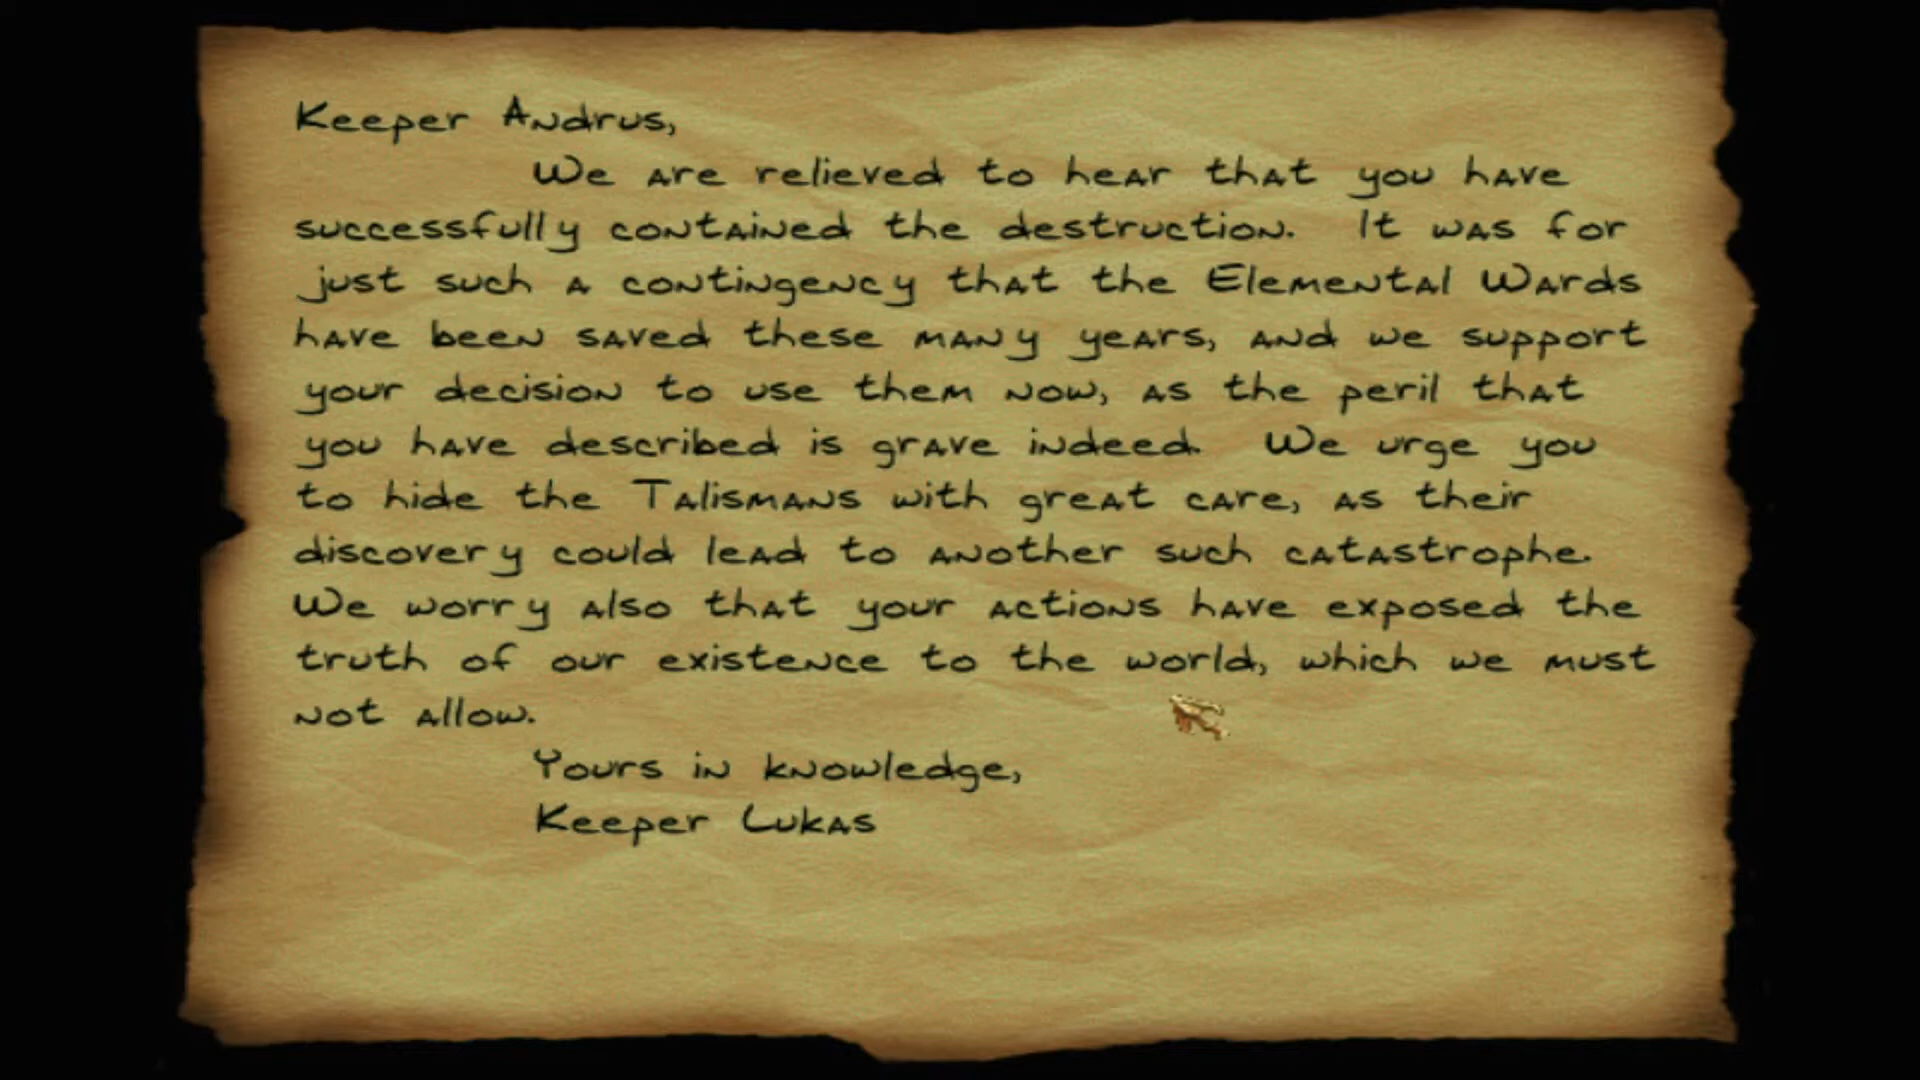 Keeper Andrus,
We are relieved to hear that you have
successfully contained the destruction. It was for
just such a contingency that the Elemental Wards
have been saved these many years, and we support
your decision to use them now, as the peril that
you have described is grave indeed. We urge you
to hide the Talismans with great care, as their
discovery could lead to another such catastrophe.
We worry also that your actions have exposed the
truth of our existence to the world, which we must
not allow.
Yours in knowledge,
Keeper Lukas